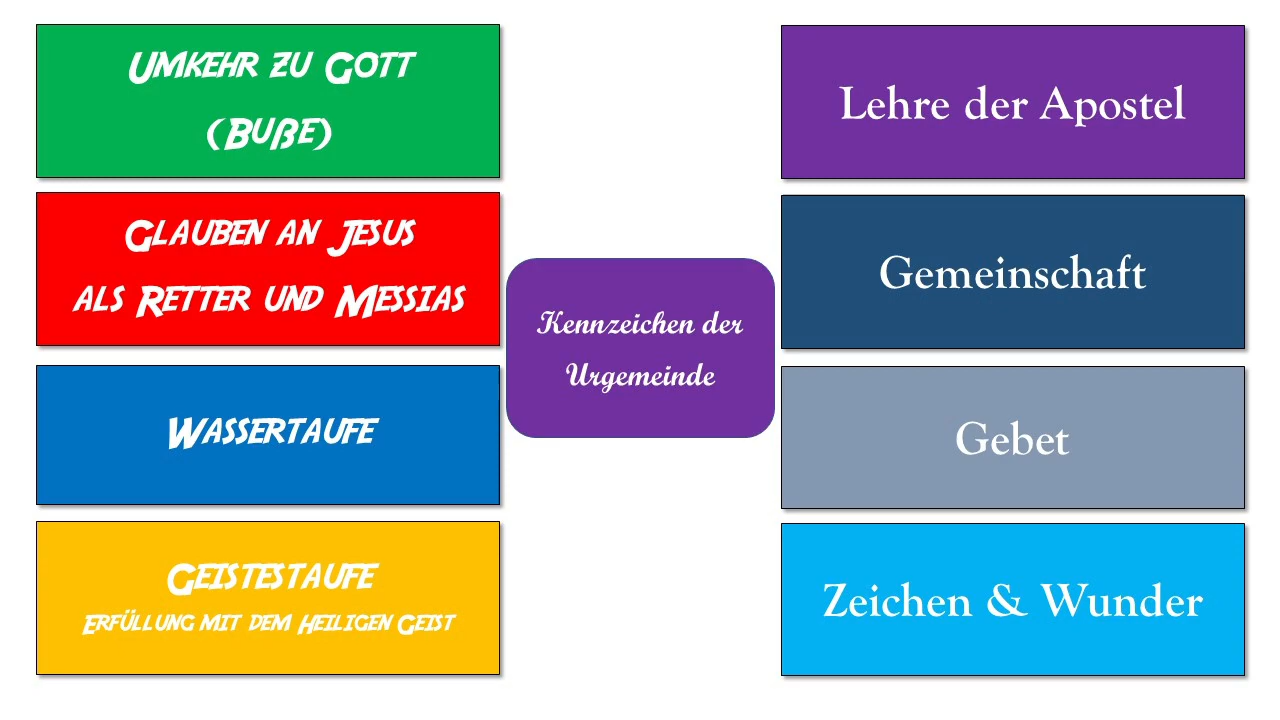 Umkehr zu Gott
(Buße)
Glauben an Jesus
als Retter und Messias
Wassertaufe
Geistestaufe
Erfüllung mit dem Heiligen Geist
Kennzeichen der
Urgemeinde
Lehre der Apostel
Gemeinschaft
Gebet
Zeichen & Wunder